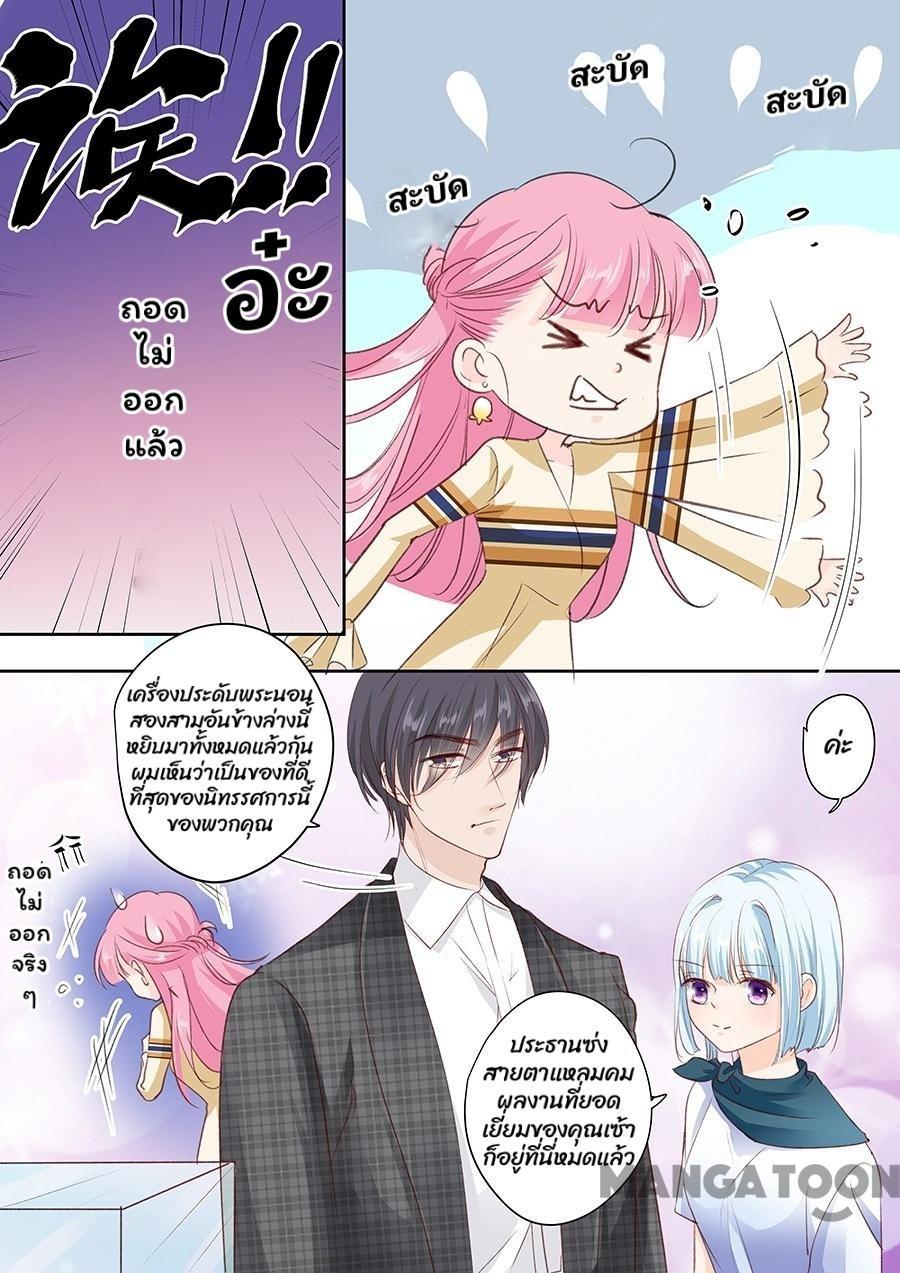 诶!!
อ๋ะ
ถอด
ไม่
ออก
แล้ว
สะบัด
สะบัด
สะบัด
เครื่องประดับพระนอน
สองสามอันข้างล่างนี้
หยิบมาทั้งหมดแล้วกัน
ผมเห็นว่าเป็นของที่ดี
ที่สุดของนิทรรศการนี้
ของพวกคุณ
ค่ะ
ถอด
ไม่
ออก
จริง
ๆ
ประธานซ่ง
สายตาแหลมคม
ผลงานที่ยอด
เยี่ยมของคุณเซ้า
ก็อยู่ที่นี่หมดแล้ว
MANGATOON